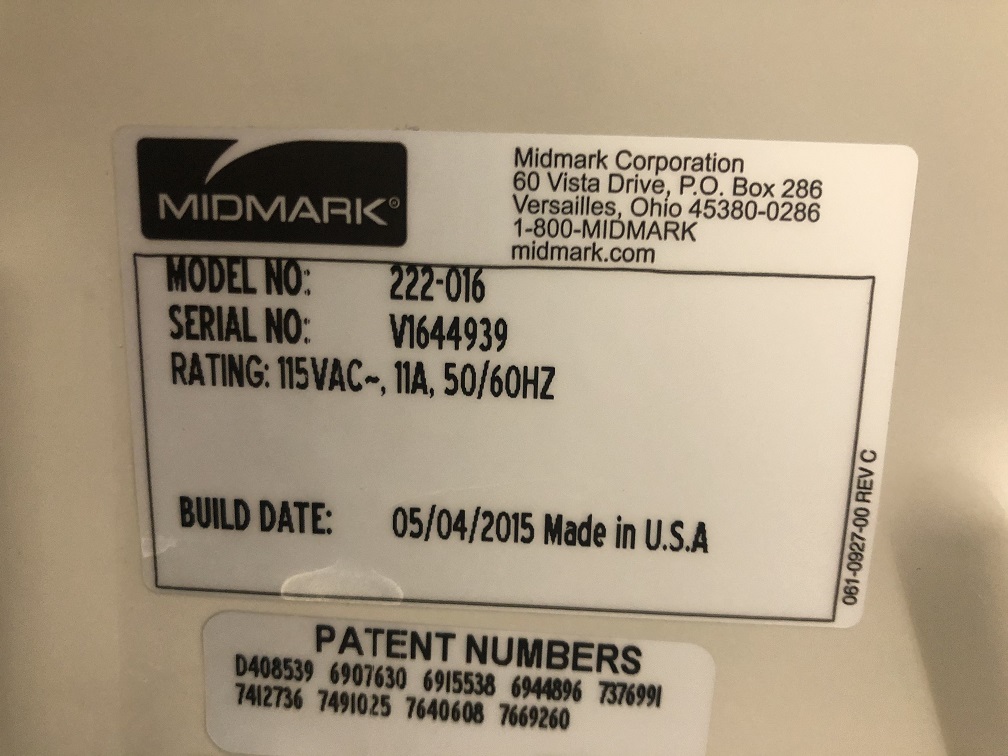 MIDMARK®
Midmark Corporation
60 Vista Drive, P.O. Box 286
Versailles, Ohio 45380-0286
1-800-MIDMARK
midmark.com
MODEL NO: 222-016
SERIAL NO: V1644939
RATING: 115VAC~, 11A, 50/60HZ
BUILD DATE: 05/04/2015 Made in U.S.A
061-0927-00 REV C
PATENT NUMBERS
D408539 6907630 6915538 6944896 7376991
7412736 7491025 7640608 7669260